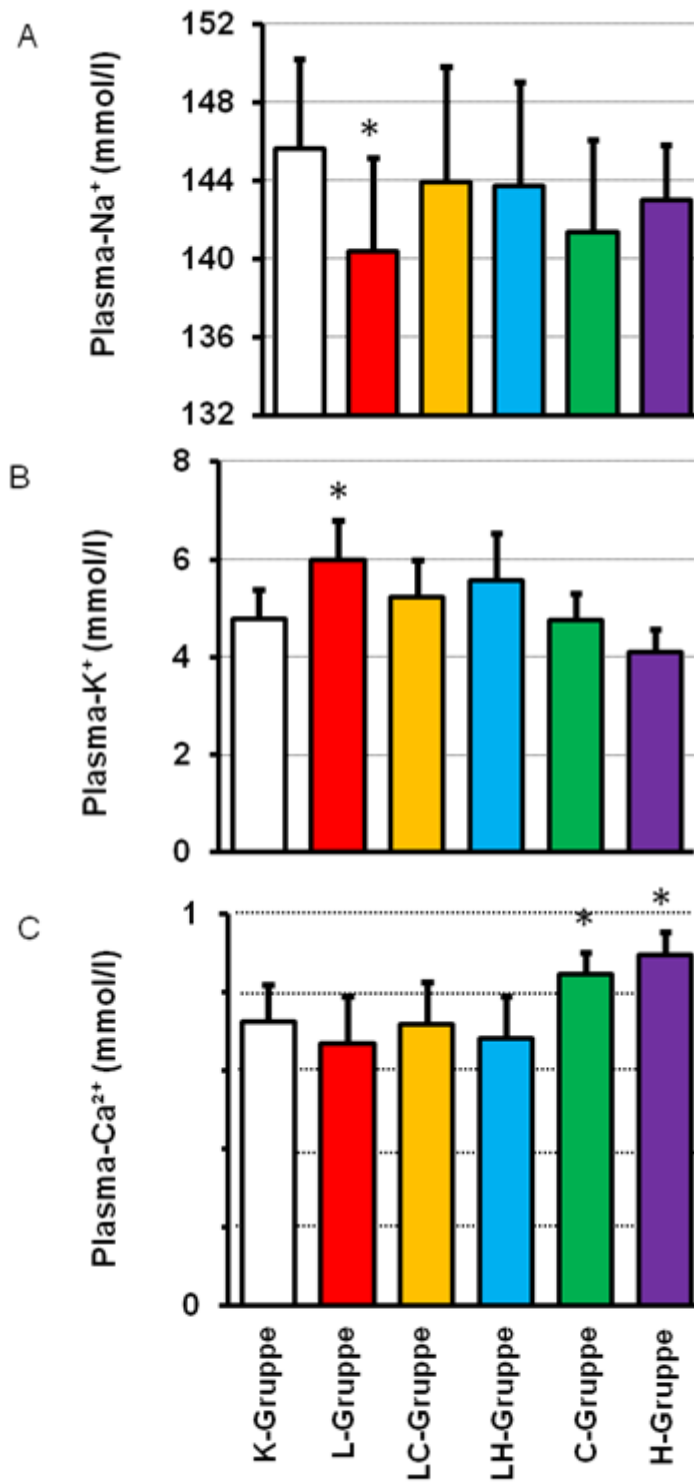 A
Plasma-Na⁺ (mmol/l)
152
148
144
140
136
132
*
B
Plasma-K⁺ (mmol/l)
8
6
4
2
0
*
C
Plasma-Ca²⁺ (mmol/l)
1
0
*
*
K-Gruppe
L-Gruppe
LC-Gruppe
LH-Gruppe
C-Gruppe
H-Gruppe